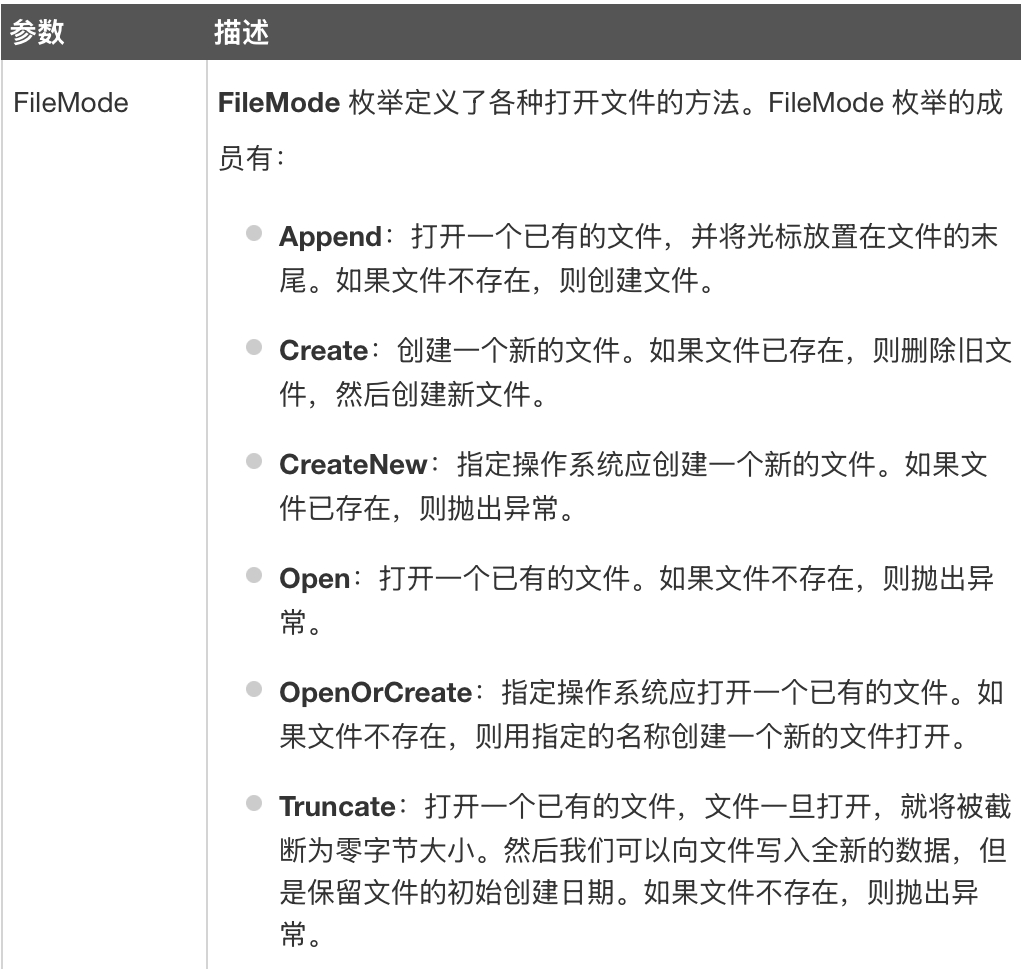 参数 描述
FileMode FileMode 枚举定义了各种打开文件的方法。FileMode 枚举的成
员有：
Append：打开一个已有的文件，并将光标放置在文件的末
尾。如果文件不存在，则创建文件。
Create：创建一个新的文件。如果文件已存在，则删除旧文
件，然后创建新文件。
CreateNew：指定操作系统应创建一个新的文件。如果文
件已存在，则抛出异常。
Open：打开一个已有的文件。如果文件不存在，则抛出异
常。
OpenOrCreate：指定操作系统应打开一个已有的文件。如
果文件不存在，则用指定的名称创建一个新的文件打开。
Truncate：打开一个已有的文件，文件一旦打开，就将被截
断为零字节大小。然后我们可以向文件写入全新的数据，但
是保留文件的初始创建日期。如果文件不存在，则抛出异
常。